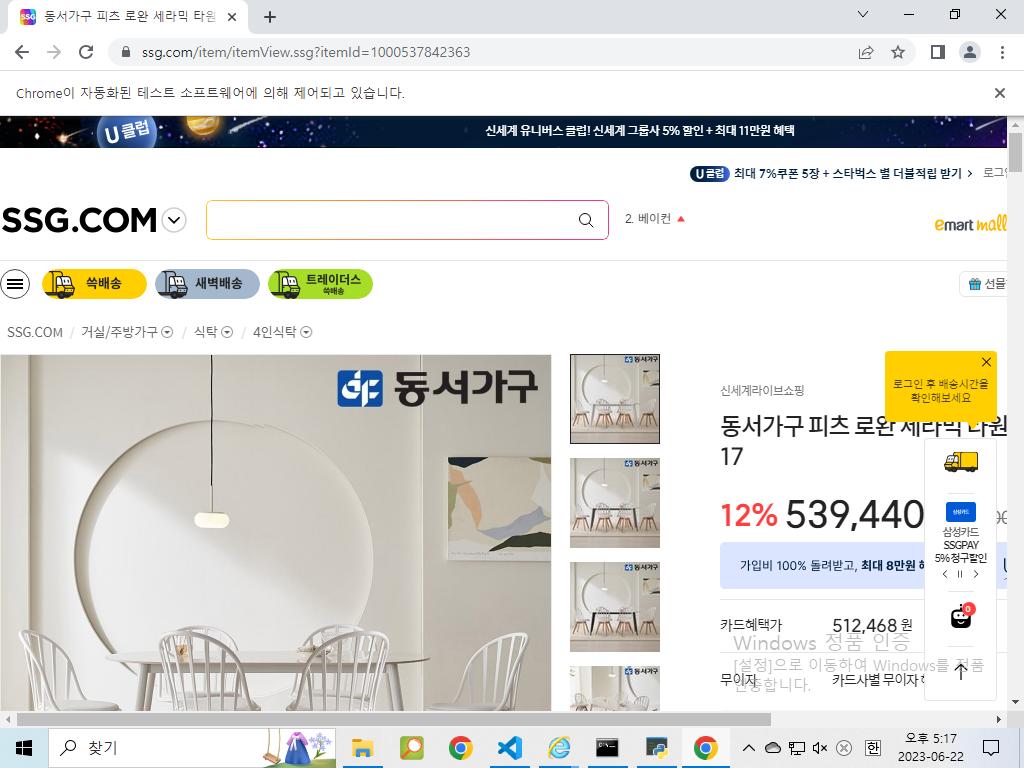 동서가구 피츠 로완 세라믹 타원
ssg.com/item/itemView.ssg?itemId=1000537842363
Chrome이 자동화된 테스트 소프트웨어에 의해 제어되고 있습니다.
U클럽
신세계 유니버스 클럽! 신세계 그룹사 5% 할인 + 최대 11만원 혜택
U클럽 최대 7%쿠폰 5장 + 스타벅스 별 더블적립 받기
SSG.COM
2. 베이컨
emart mall
쓱배송
새벽배송
트레이더스
쓱배송
선물
SSG.COM / 거실/주방가구 / 식탁 / 4인식탁
동서가구
로그인 후 배송시간을
확인해보세요
신세계라이브쇼핑
동서가구 피츠 로완 세라믹 타원
17
12% 539,440
가입비 100% 돌려받고, 최대 8만원
카드혜택가 512,468 원
무이자 카드사별 무이자
삼성카드
삼성카드
SSGPAY
5% 청구할인
0
Windows 정품 인증
[설정]으로 이동하여 Windows를 정품
인증합니다.
찾기
한
오후 5:17
2023-06-22